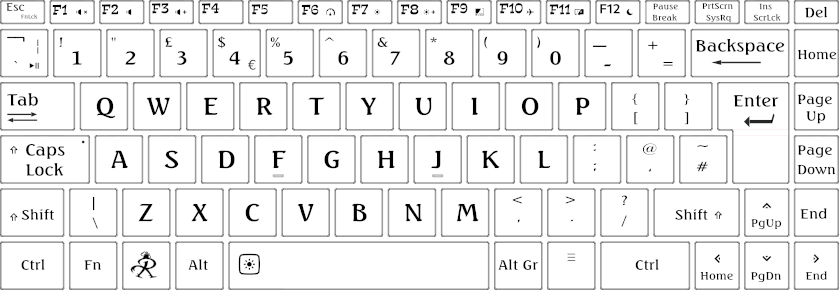 Esc FnLck F1 F2 F3 F4 F5 F6 F7 F8 F9 F10 F11 F12 Pause Break PrtScrn SysRq Ins ScrLck Del
¬ ¦ ` ! 1 " 2 £ 3 $ 4 € % 5 ^ 6 & 7 * 8 ( 9 ) 0 — - + = Backspace Home
Tab Q W E R T Y U I O P { [ } ] Enter Page Up
Caps Lock A S D F G H J K L : ; @ ' ~ # Page Down
Shift | \ Z X C V B N M < , > . ? / Shift PgUp End
Ctrl Fn Alt Alt Gr Ctrl Home PgDn End